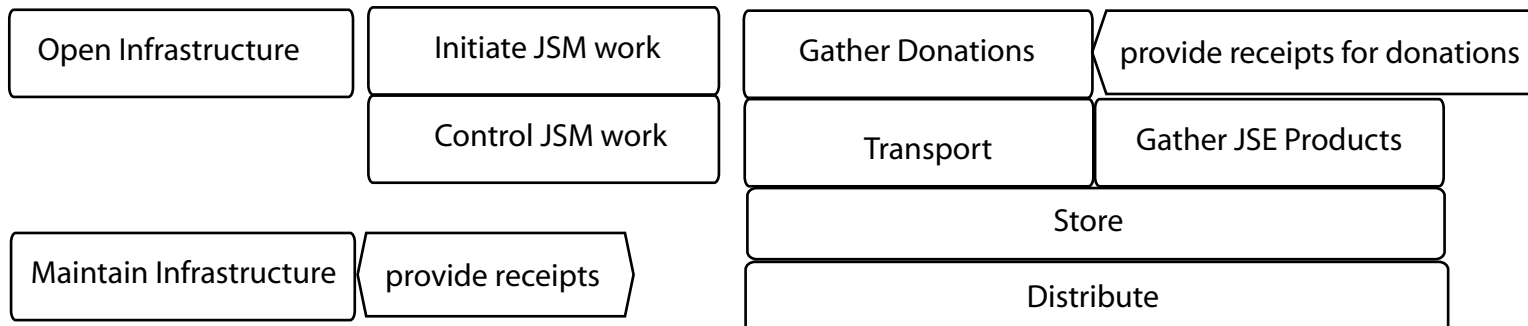 Open Infrastructure
Initiate JSM work
Gather Donations
provide receipts for donations
Control JSM work
Transport
Gather JSE Products
Store
Maintain Infrastructure
provide receipts
Distribute